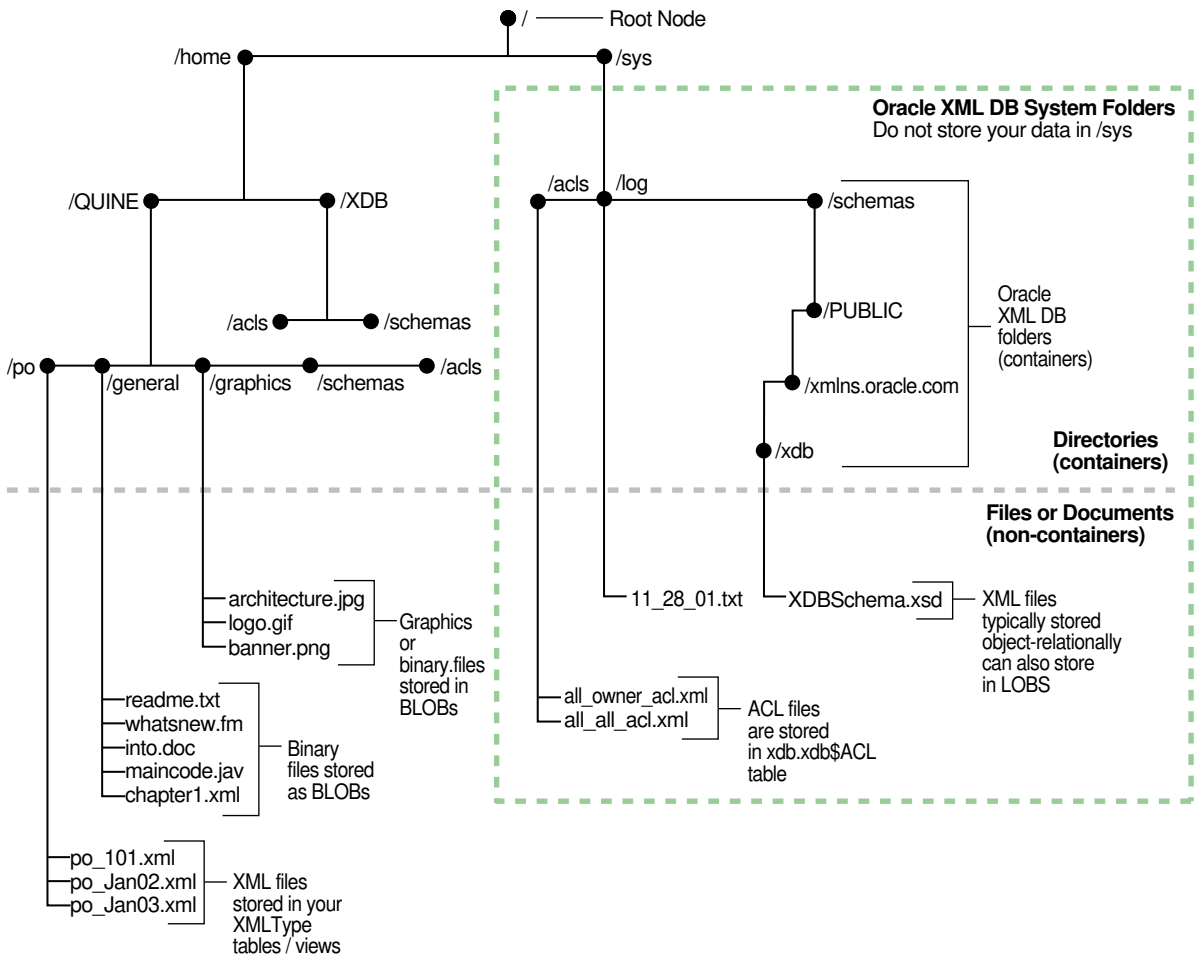 /
Root Node
/home
/sys
Oracle XML DB System Folders
Do not store your data in /sys
/QUINE
/XDB
/acls
/log
/schemas
/acls
/schemas
/PUBLIC
Oracle
XML DB
folders
(containers)
/po
/general
/graphics
/schemas
/acls
/xmlns.oracle.com
/xdb
Directories
(containers)
Files or Documents
(non-containers)
architecture.jpg
logo.gif
banner.png
Graphics
or
binary.files
stored in
BLOBs
11_28_01.txt
XDBSchema.xsd
XML files
typically stored
object-relationally
can also store
in LOBS
readme.txt
whatsnew.fm
into.doc
maincode.jav
chapter1.xml
Binary
files stored
as BLOBs
all_owner_acl.xml
all_all_acl.xml
ACL files
are stored
in xdb.xdb$ACL
table
po_101.xml
po_Jan02.xml
po_Jan03.xml
XML files
stored in your
XMLType
tables / views